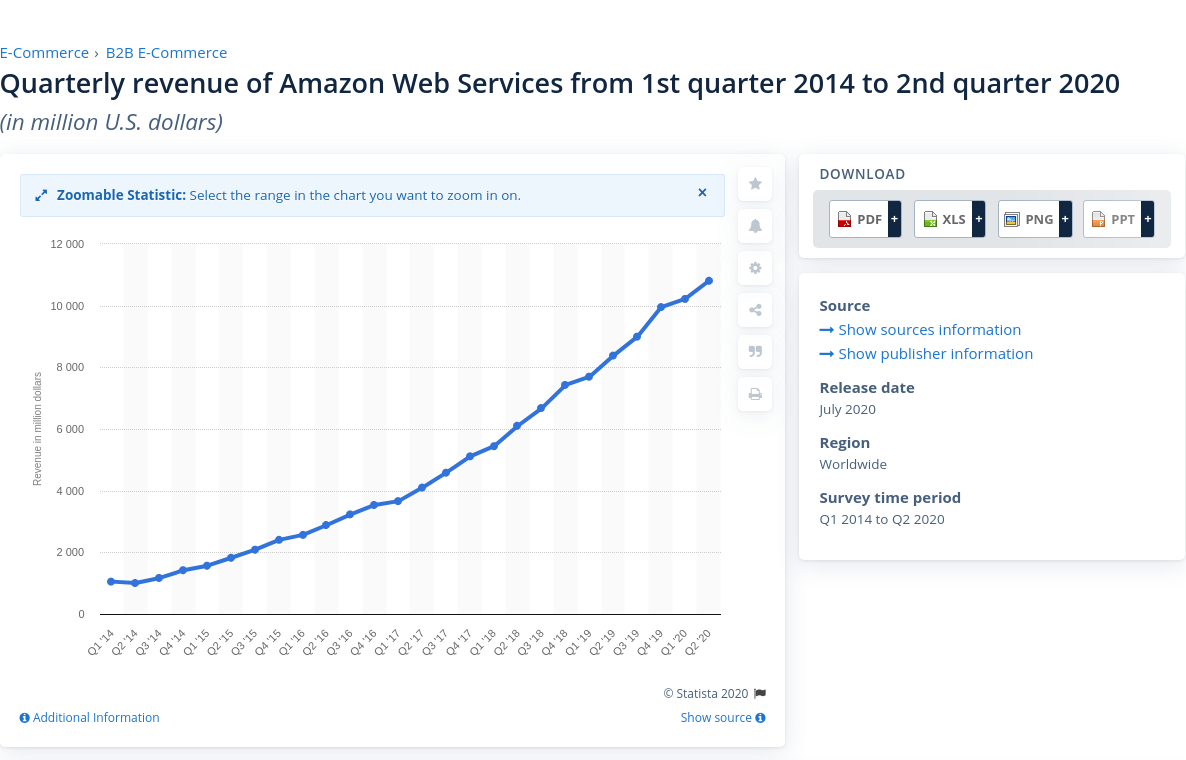 E-Commerce › B2B E-Commerce
Quarterly revenue of Amazon Web Services from 1st quarter 2014 to 2nd quarter 2020
(in million U.S. dollars)
Zoomable Statistic: Select the range in the chart you want to zoom in on.
×
12 000
10 000
8 000
6 000
4 000
2 000
0
Revenue in million dollars
Q1 '14
Q2 '14
Q3 '14
Q4 '14
Q1 '15
Q2 '15
Q3 '15
Q4 '15
Q1 '16
Q2 '16
Q3 '16
Q4 '16
Q1 '17
Q2 '17
Q3 '17
Q4 '17
Q1 '18
Q2 '18
Q3 '18
Q4 '18
Q1 '19
Q2 '19
Q3 '19
Q4 '19
Q1 '20
Q2 '20
© Statista 2020
Additional Information
Show source
DOWNLOAD
PDF + XLS + PNG + PPT +
Source
Show sources information
Show publisher information
Release date
July 2020
Region
Worldwide
Survey time period
Q1 2014 to Q2 2020